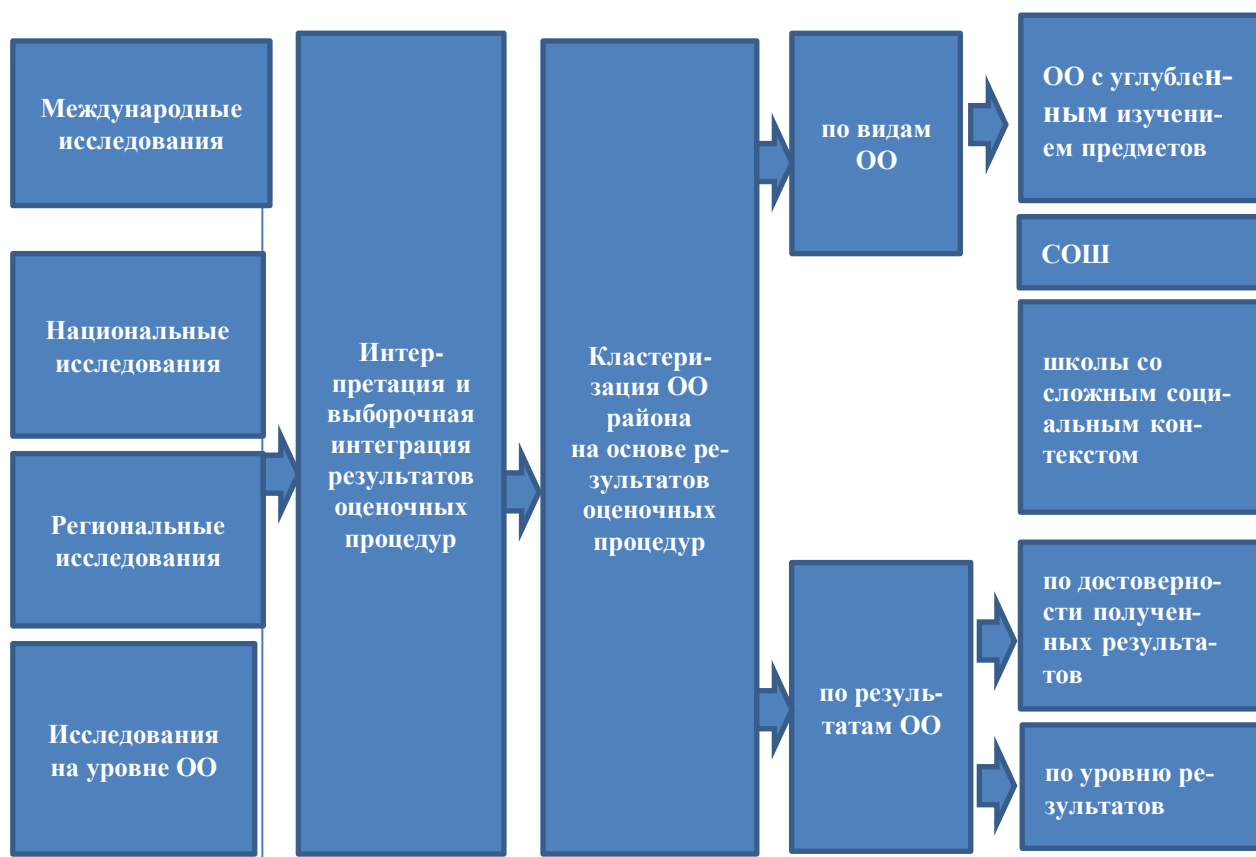 Международные
исследования
Национальные
исследования
Региональные
исследования
Исследования
на уровне ОО
Интер-
претация и
выборочная
интеграция
результатов
оценочных
процедур
Кластери-
зация ОО
района
на основе ре-
зультатов
оценочных
процедур
по видам
ОО
ОО с углублен-
ным изучени-
ем предметов
СОШ
школы со
сложным соци-
альным кон-
текстом
по резуль-
татам ОО
по достоверно-
сти получен-
ных результа-
тов
по уровню ре-
зультатов